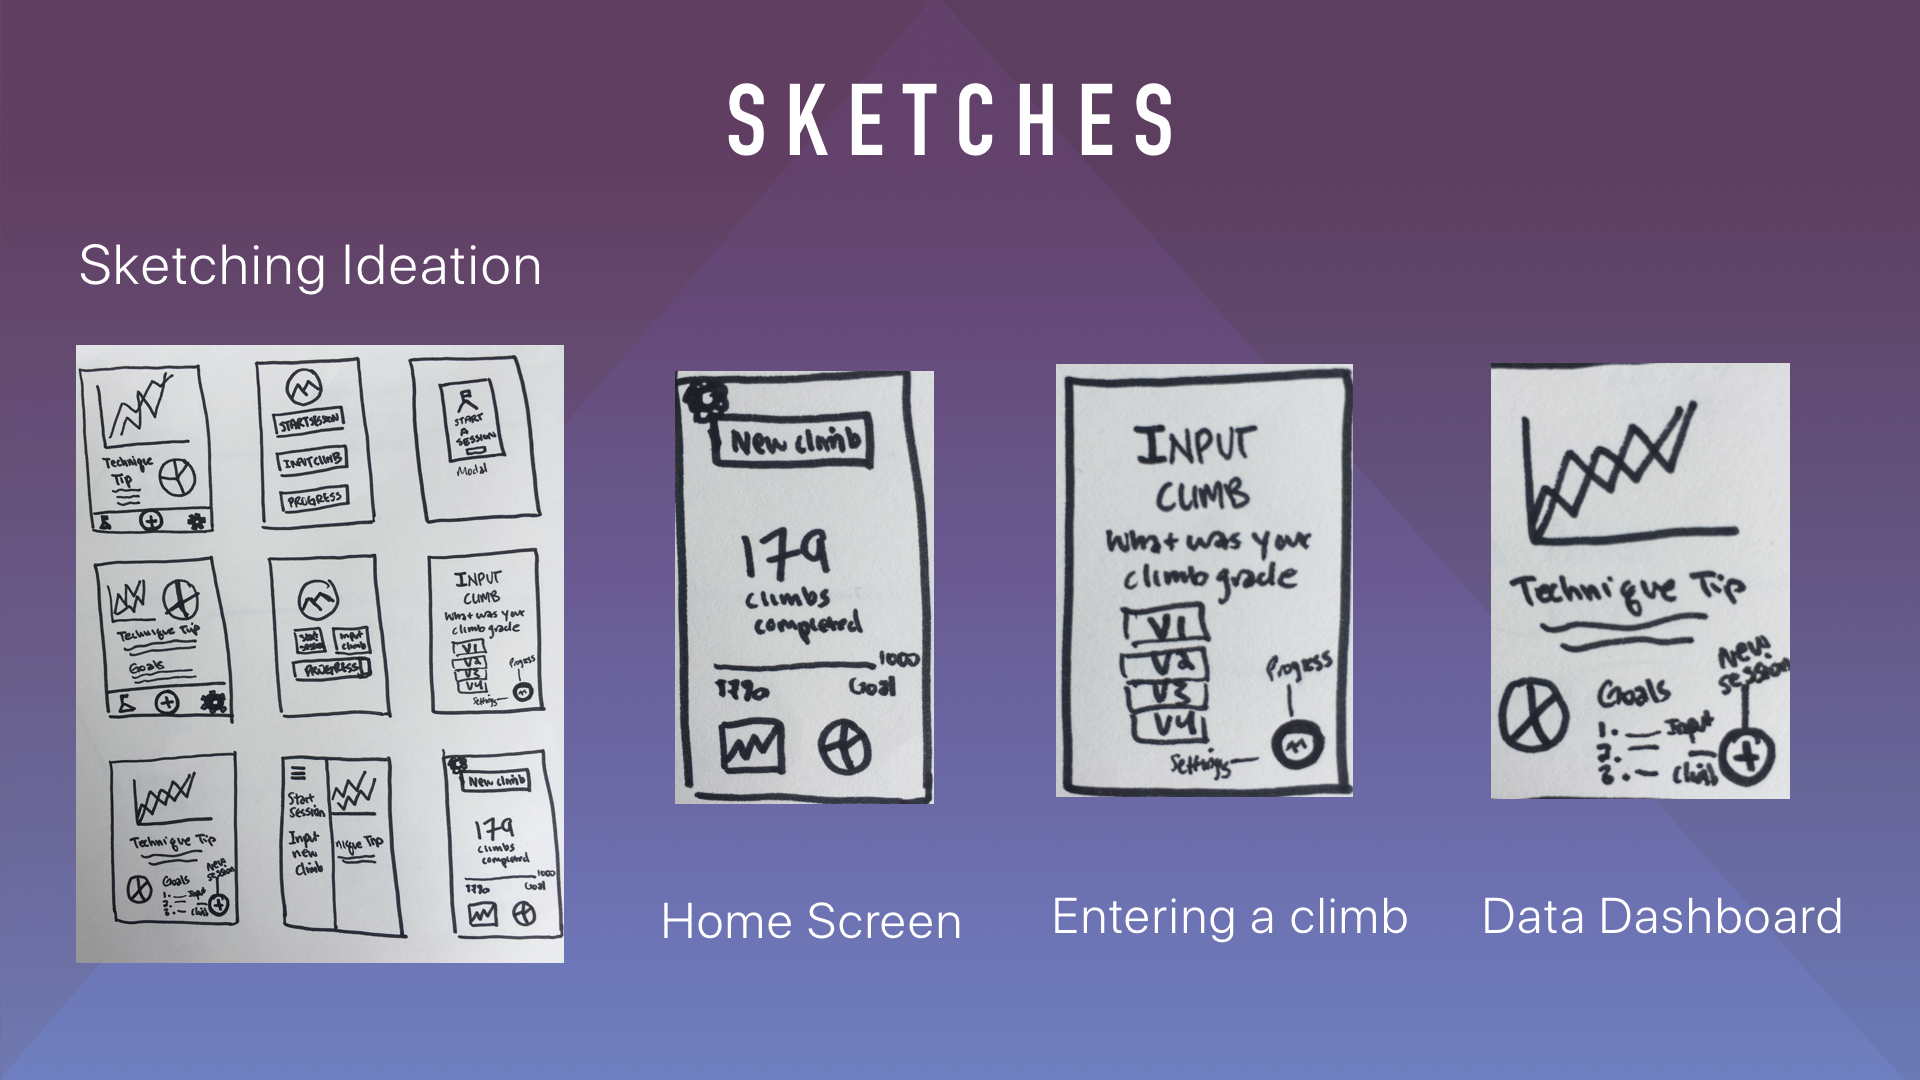 SKETCHES
Sketching Ideation
Technique
Tip
START SESSION
INPUT CLIMB
PROGRESS
START
A
SESSION
Modal
Technique Tip
Goals
Start
session
Input
climb
PROGRESS
INPUT
CLIMB
What was your
climb grade
V1
V2
V3
V4
Progress
Settings
Technique Tip
New
session
Goals
1. Input
2.
3. Climb
Start
Session
Input
new
Climb
nique Tip
New climb
179
climbs
completed
1000
Goal
New climb
179
climbs
completed
1000
Goal
INPUT
CLIMB
What was your
climb grade
V1
V2
V3
V4
Progress
Settings
Technique Tip
New
session
Goals
1. Input
2.
3. Climb
Home Screen
Entering a climb
Data Dashboard